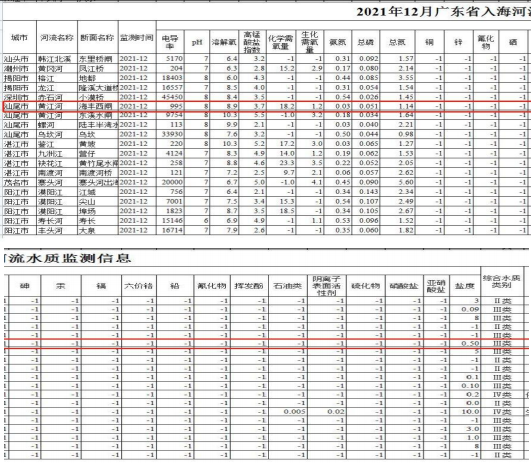 2021年12月广东省入海河流
城市 河流名称 断面名称 监测时间 电导率 pH 溶解氧 高锰酸盐指数 化学需氧量 生化需氧量 氨氮 总磷 总氮 铜 锌 氟化物 硒
汕头市 韩江北溪 东里桥闸 2021-12 5170 7 6.4 3.2 -1 -1 0.31 0.092 1.57 -1 -1 -1 -1
潮州市 黄冈河 凤江桥 2021-12 204 7 6.3 2.8 15.2 2.9 0.17 0.080 2.14 -1 -1 -1 -1
揭阳市 榕江 地都 2021-12 18403 8 6.0 4.3 -1 -1 0.44 0.085 3.55 -1 -1 -1 -1
揭阳市 龙江 隆溪大道桥 2021-12 16557 7 8.5 4.0 -1 -1 0.31 0.054 1.54 -1 -1 -1 -1
深圳市 赤石河 小漠桥 2021-12 45450 8 8.4 3.5 -1 -1 0.54 0.026 1.45 -1 -1 -1 -1
汕尾市 黄江河 海丰西闸 2021-12 995 8 8.9 3.7 18.2 1.2 0.03 0.051 1.14 -1 -1 -1 -1
汕尾市 黄江河 东溪水闸 2021-12 9754 8 10.3 5.5 -1.0 3.2 0.18 0.034 1.64 -1 -1 -1 -1
汕尾市 螺河 陆丰半湾水 2021-12 113 8 9.9 2.1 -1 -1 0.03 0.040 2.21 -1 -1 -1 -1
汕尾市 乌坎河 乌坎 2021-12 33930 8 7.6 3.2 -1 -1 0.50 0.044 0.98 -1 -1 -1 -1
湛江市 鉴江 黄坡 2021-12 220 8 10.3 5.2 17.2 3.0 0.03 0.065 1.27 -1 -1 -1 -1
湛江市 九洲江 营仔 2021-12 4124 7 8.3 4.9 14.0 1.2 0.19 0.062 1.53 -1 -1 -1 -1
湛江市 袂花江 黄竹尾水闸 2021-12 258 7 8.8 4.6 23.3 3.5 0.22 0.052 2.05 -1 -1 -1 -1
湛江市 南渡河 南渡河桥 2021-12 121 7 7.2 2.5 9.7 2.1 0.06 0.057 2.62 -1 -1 -1 -1
茂名市 寨头河 寨头河出海 2021-12 20000 7 6.7 5.0 -1.0 4.1 0.45 0.090 5.60 -1 -1 -1 -1
阳江市 漠阳江 江城 2021-12 756 7 6.4 2.1 -1 -1 0.34 0.143 2.34 -1 -1 -1 -1
阳江市 漠阳江 尖山 2021-12 7001 7 7.5 3.4 15.3 -1 0.54 0.107 2.49 -1 -1 -1 -1
阳江市 漠阳江 埠场 2021-12 1823 7 8.7 3.5 18.5 -1 0.34 0.105 2.67 -1 -1 -1 -1
阳江市 寿长河 寿长 2021-12 15146 6 6.9 4.9 -1 1.1 0.53 0.096 1.52 -1 -1 -1 -1
阳江市 丰头河 大泉 2021-12 16714 7 7.9 2.6 -1 -1 0.35 0.060 1.82 -1 -1 -1 -1
河流水质监测信息
砷 汞 镉 六价铬 铅 氰化物 挥发酚 石油类 阴离子表面活性剂 硫化物 硝酸盐 亚硝酸盐 盐度 综合水质类别
-1 -1 -1 -1 -1 -1 -1 -1 -1 -1 -1 -1 3 II类
-1 -1 -1 -1 -1 -1 -1 -1 -1 -1 -1 -1 0.09 III类
-1 -1 -1 -1 -1 -1 -1 -1 -1 -1 -1 -1 8 III类
-1 -1 -1 -1 -1 -1 -1 -1 -1 -1 -1 -1 -1 II类
-1 -1 -1 -1 -1 -1 -1 -1 -1 -1 -1 -1 -1 III类
-1 -1 -1 -1 -1 -1 -1 -1 -1 -1 -1 -1 0.50 III类
-1 -1 -1 -1 -1 -1 -1 -1 -1 -1 -1 -1 5 III类
-1 -1 -1 -1 -1 -1 -1 -1 -1 -1 -1 -1 -1 II类
-1 -1 -1 -1 -1 -1 -1 -1 -1 -1 -1 -1 -1 II类
-1 -1 -1 -1 -1 -1 -1 -1 -1 -1 -1 -1 0.1 III类
-1 -1 -1 -1 -1 -1 -1 -1 -1 -1 -1 -1 0.10 III类
-1 -1 -1 -1 -1 -1 -1 -1 -1 -1 -1 -1 0.2 IV类
-1 -1 -1 -1 -1 -1 -1 -1 -1 -1 -1 -1 0.0 II类
-1 -1 -1 -1 -1 -1 -1 0.005 0.02 -1 -1 -1 10.0 IV类
-1 -1 -1 -1 -1 -1 -1 -1 -1 -1 -1 -1 -1 III类
-1 -1 -1 -1 -1 -1 -1 -1 -1 -1 -1 -1 3.0 III类
-1 -1 -1 -1 -1 -1 -1 -1 -1 -1 -1 -1 1.0 III类
-1 -1 -1 -1 -1 -1 -1 -1 -1 -1 -1 -1 8 III类
-1 -1 -1 -1 -1 -1 -1 -1 -1 -1 -1 -1 -1 III类